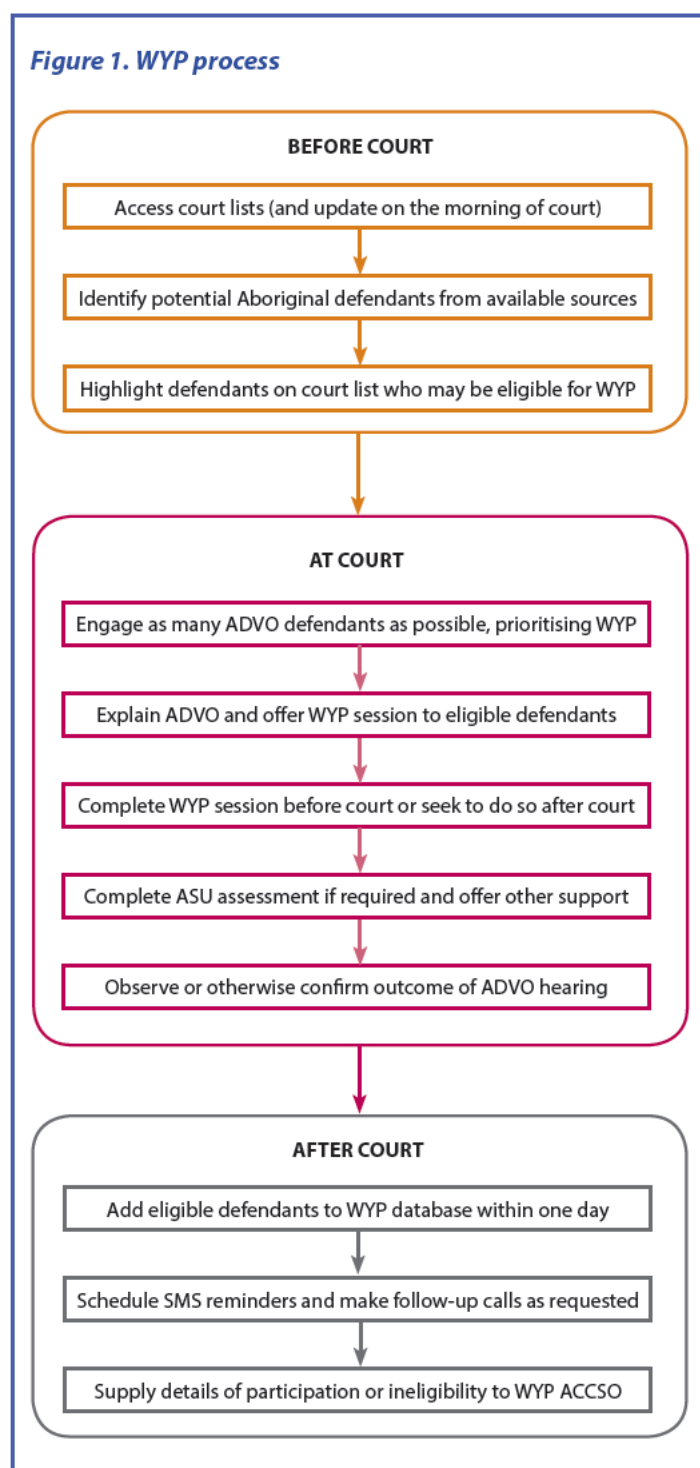 Figure 1. WYP process
BEFORE COURT
Access court lists (and update on the morning of court)
Identify potential Aboriginal defendants from available sources
Highlight defendants on court list who may be eligible for WYP
AT COURT
Engage as many ADVO defendants as possible, prioritising WYP
Explain ADVO and offer WYP session to eligible defendants
Complete WYP session before court or seek to do so after court
Complete ASU assessment if required and offer other support
Observe or otherwise confirm outcome of ADVO hearing
AFTER COURT
Add eligible defendants to WYP database within one day
Schedule SMS reminders and make follow-up calls as requested
Supply details of participation or ineligibility to WYP ACCSO